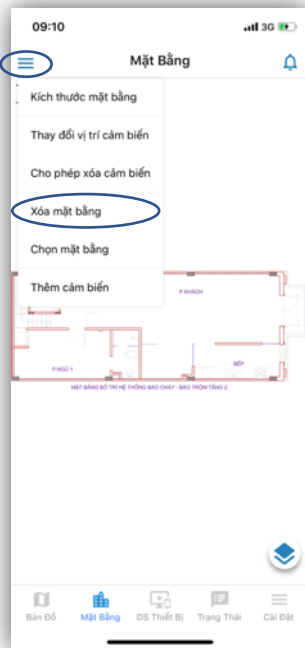 09:10
3G
Mặt Bằng
Kích thước mặt bằng
Thay đổi vị trí cảm biến
Cho phép xóa cảm biến
Xóa mặt bằng
Chọn mặt bằng
Thêm cảm biến
P.KHÁCH
BẾP
P.NGỦ 1
MẶT BẰNG BỐ TRÍ HỆ THỐNG BÁO CHÁY - BÁO TRỘM TẦNG 2
Bản Đồ
Mặt Bằng
DS Thiết Bị
Trạng Thái
Cài Đặt